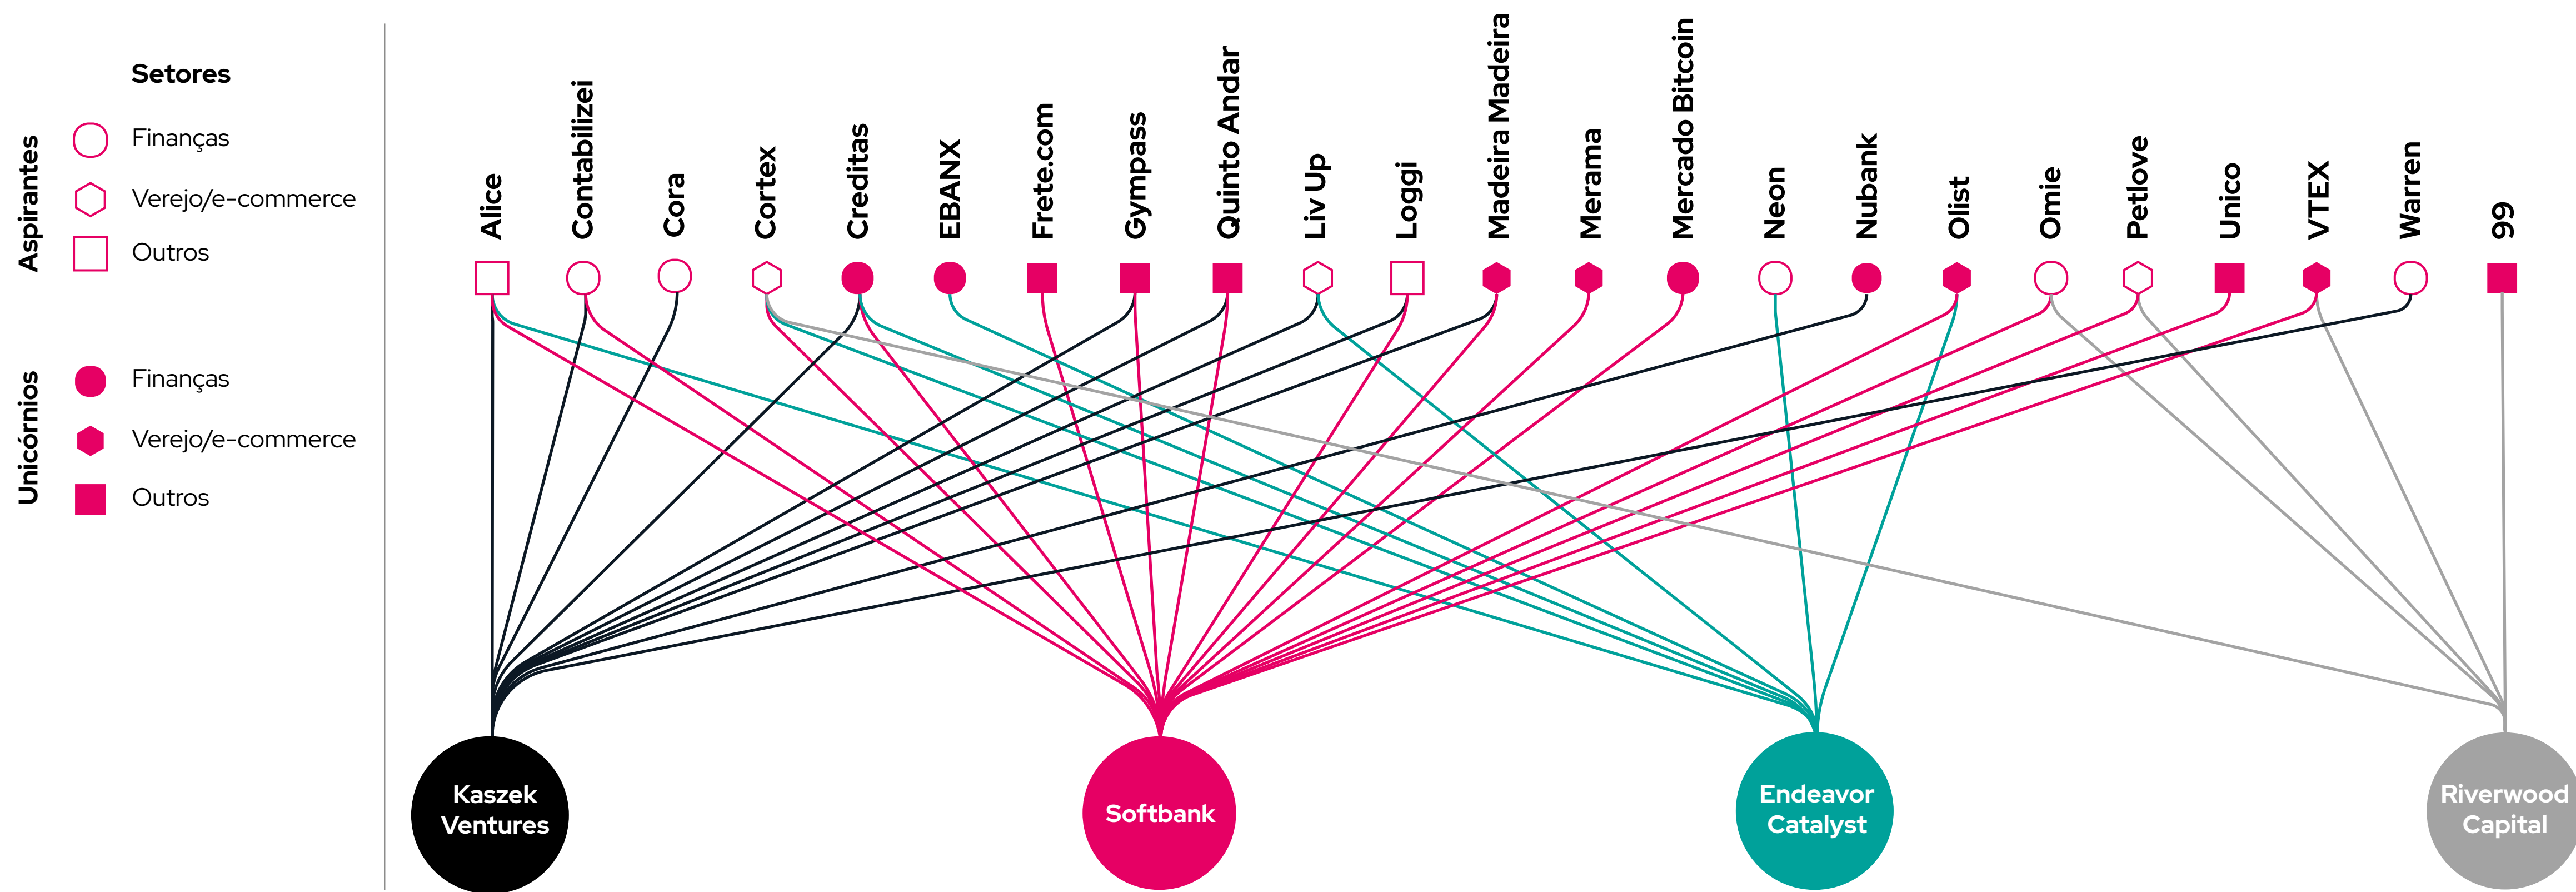 Setores
Aspirantes
Finanças
Verejo/e-commerce
Outros
Unicórnios
Finanças
Verejo/e-commerce
Outros
Alice
Contabilizei
Cora
Cortex
Creditas
EBANX
Frete.com
Gympass
Quinto Andar
Liv Up
Loggi
Madeira Madeira
Merama
Mercado Bitcoin
Neon
Nubank
Olist
Omie
Petlove
Unico
VTEX
Warren
99
Kaszek
Ventures
Softbank
Endeavor
Catalyst
Riverwood
Capital